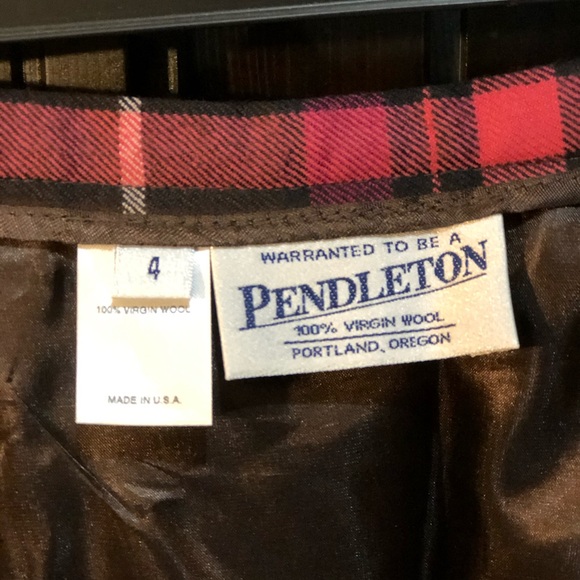 4
100% VIRGIN WOOL
MADE IN U.S.A.
WARRANTED TO BE A
PENDLETON
100% VIRGIN WOOL
PORTLAND, OREGON